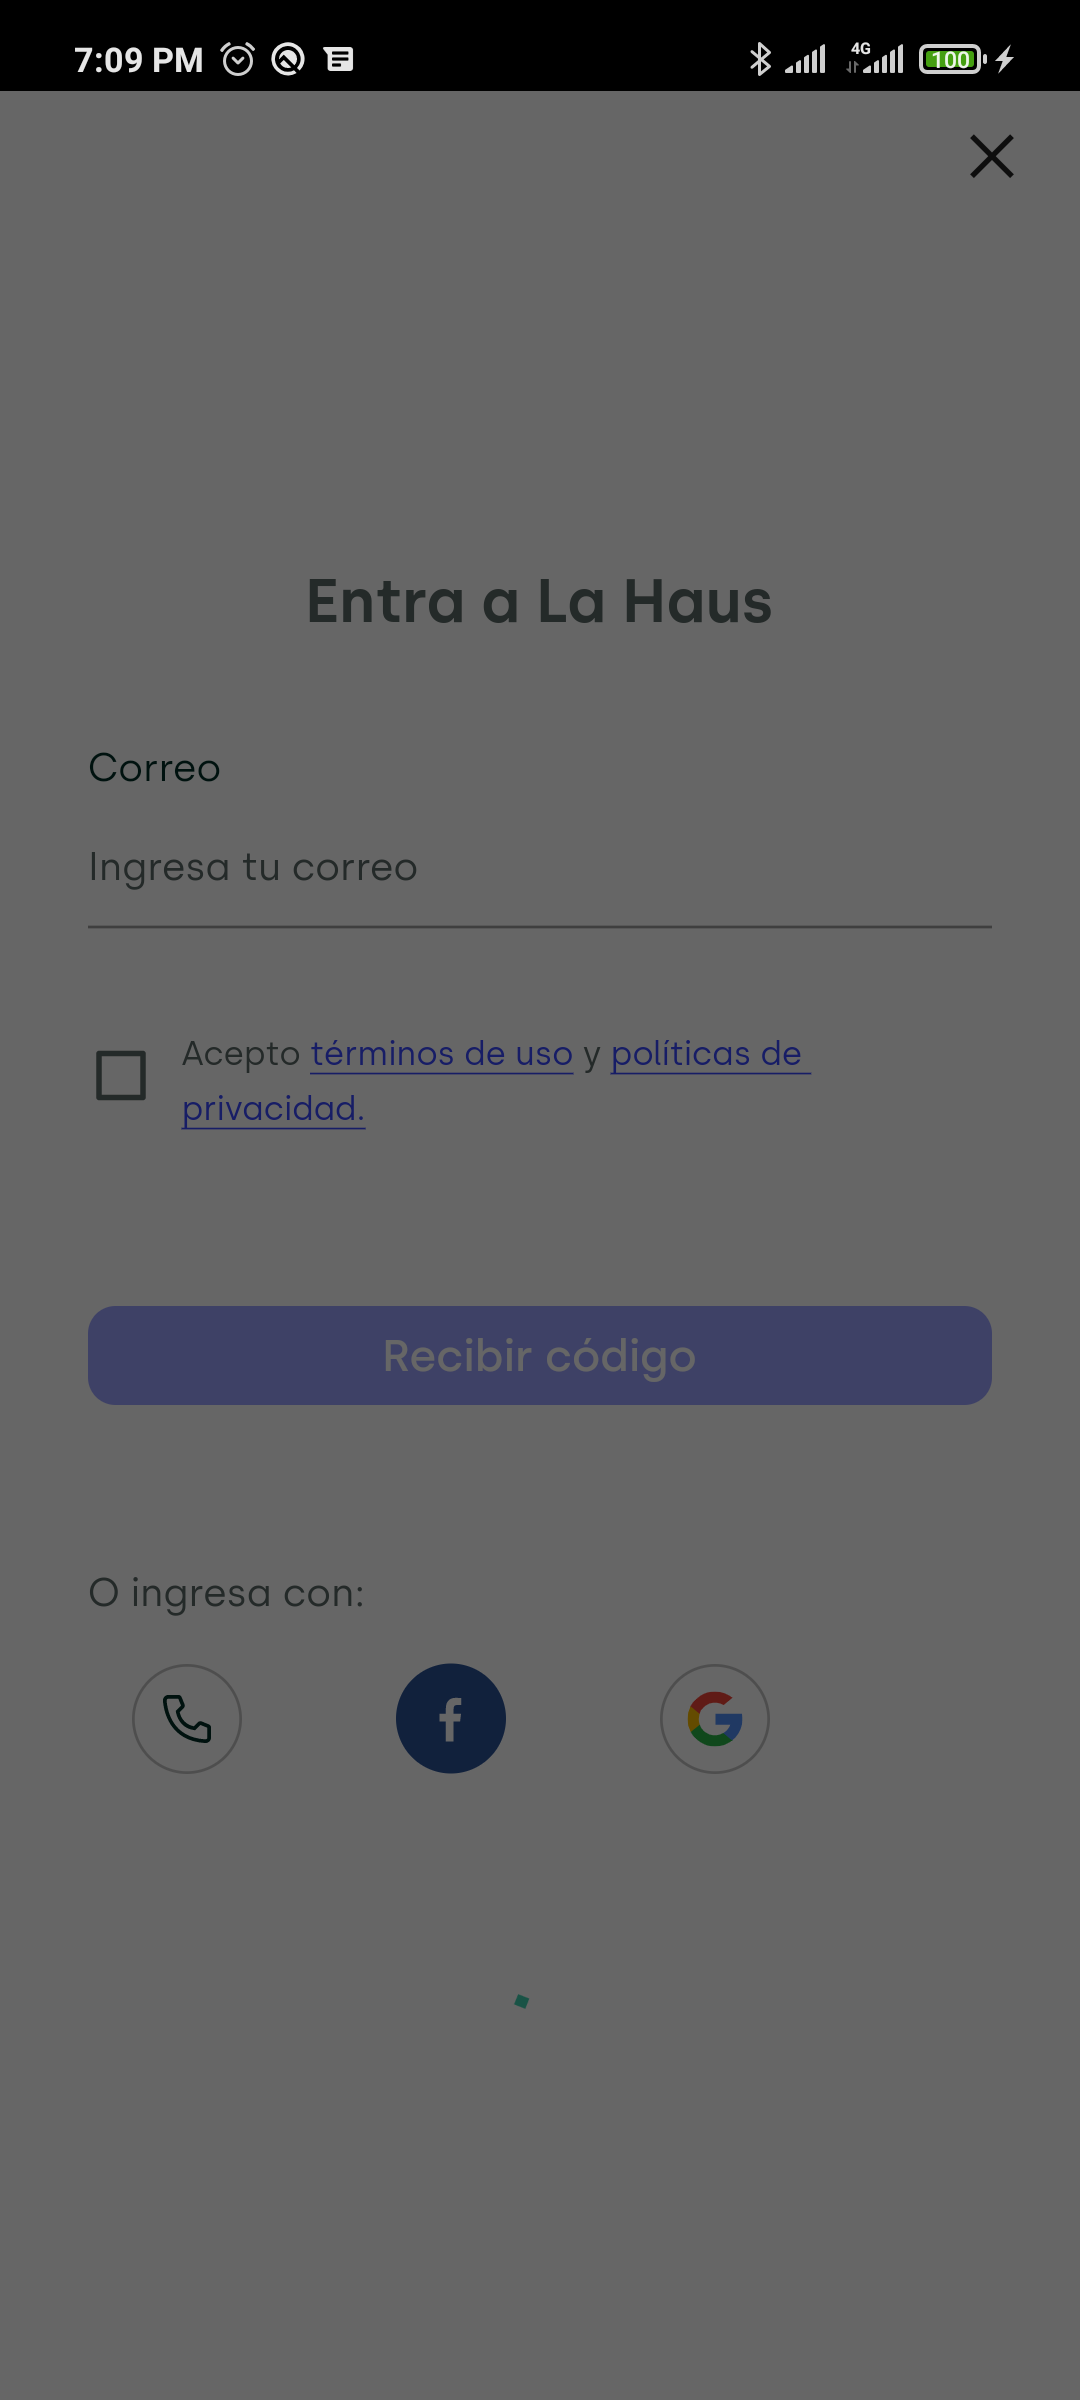 7:09 PM
4G
100
Entra a La Haus
Correo
Ingresa tu correo
Acepto términos de uso y políticas de
privacidad.
Recibir código
O ingresa con: